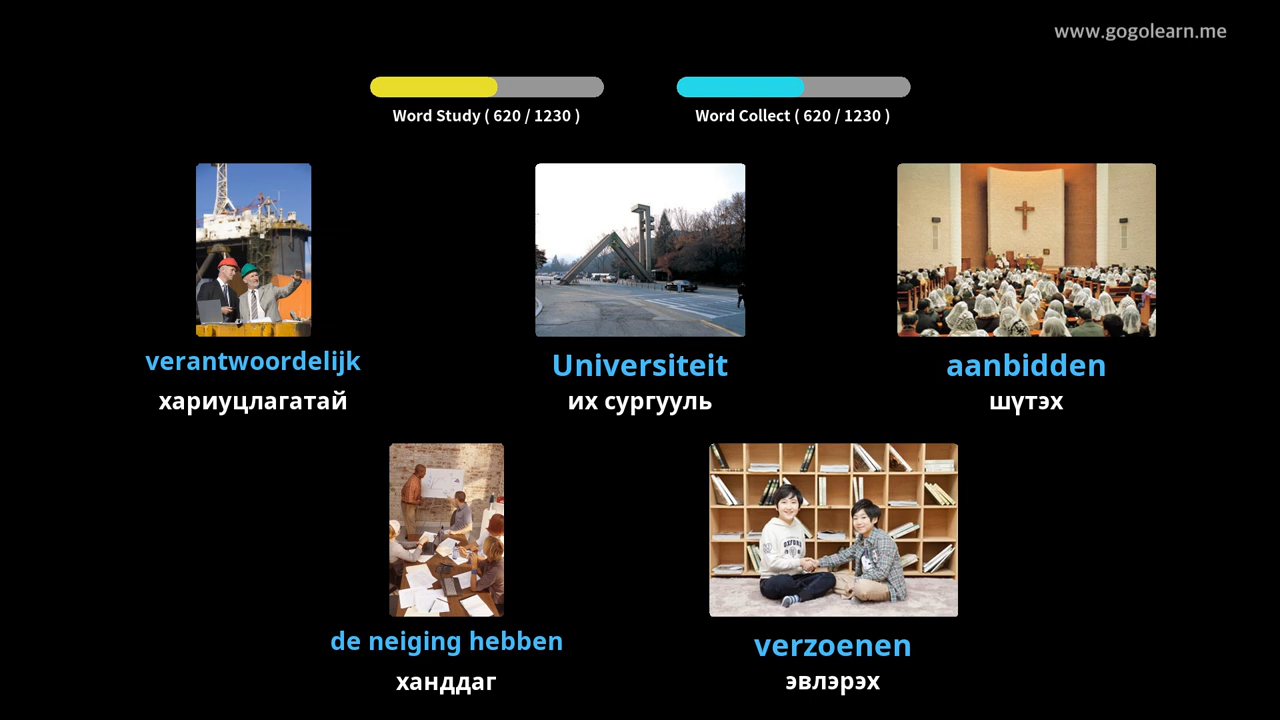 www.gogolearn.me
Word Study ( 620 / 1230 )
Word Collect ( 620 / 1230 )
verantwoordelijk
хариуцлагатай
Universiteit
их сургууль
aanbidden
шүтэх
OXFORD
de neiging hebben
ханддаг
verzoenen
эвлэрэх